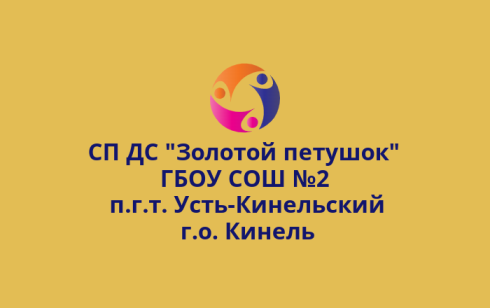 СП ДС "Золотой петушок"
ГБОУ СОШ №2
п.г.т. Усть-Кинельский
г.о. Кинель